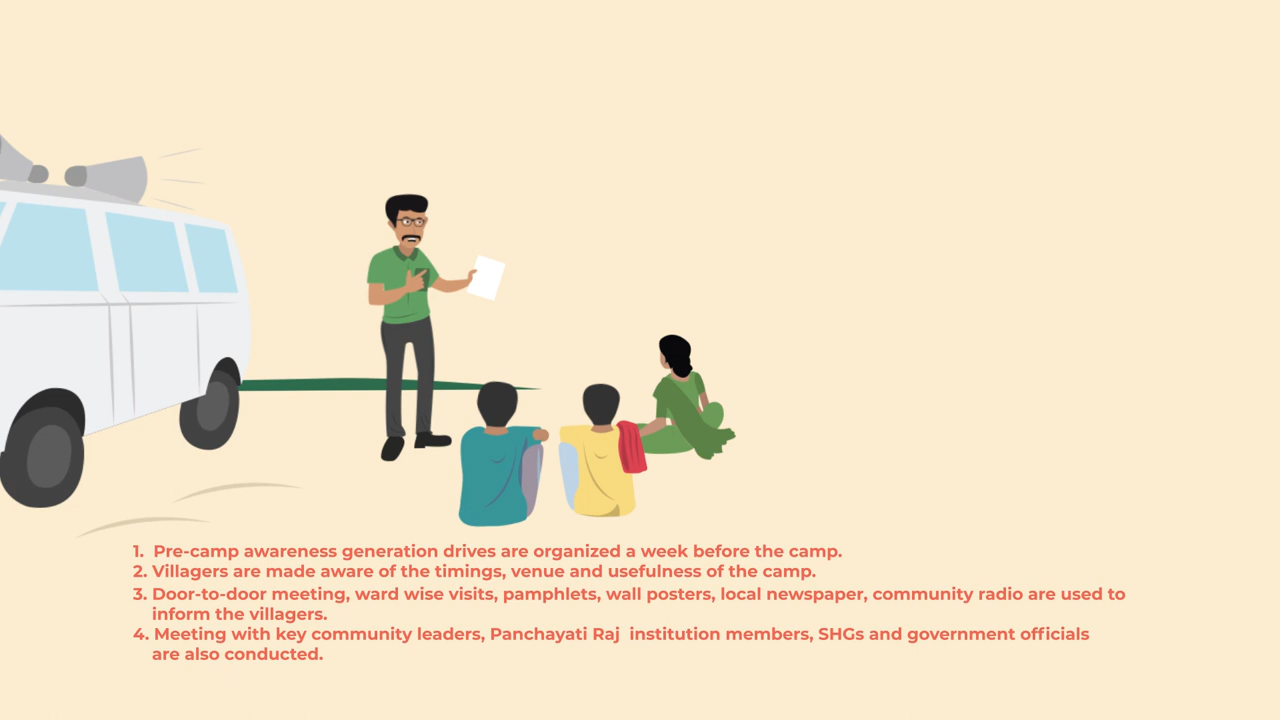 1. Pre-camp awareness generation drives are organized a week before the camp.
2. Villagers are made aware of the timings, venue and usefulness of the camp.
3. Door-to-door meeting, ward wise visits, pamphlets, wall posters, local newspaper, community radio are used to
inform the villagers.
4. Meeting with key community leaders, Panchayati Raj institution members, SHGs and government officials
are also conducted.